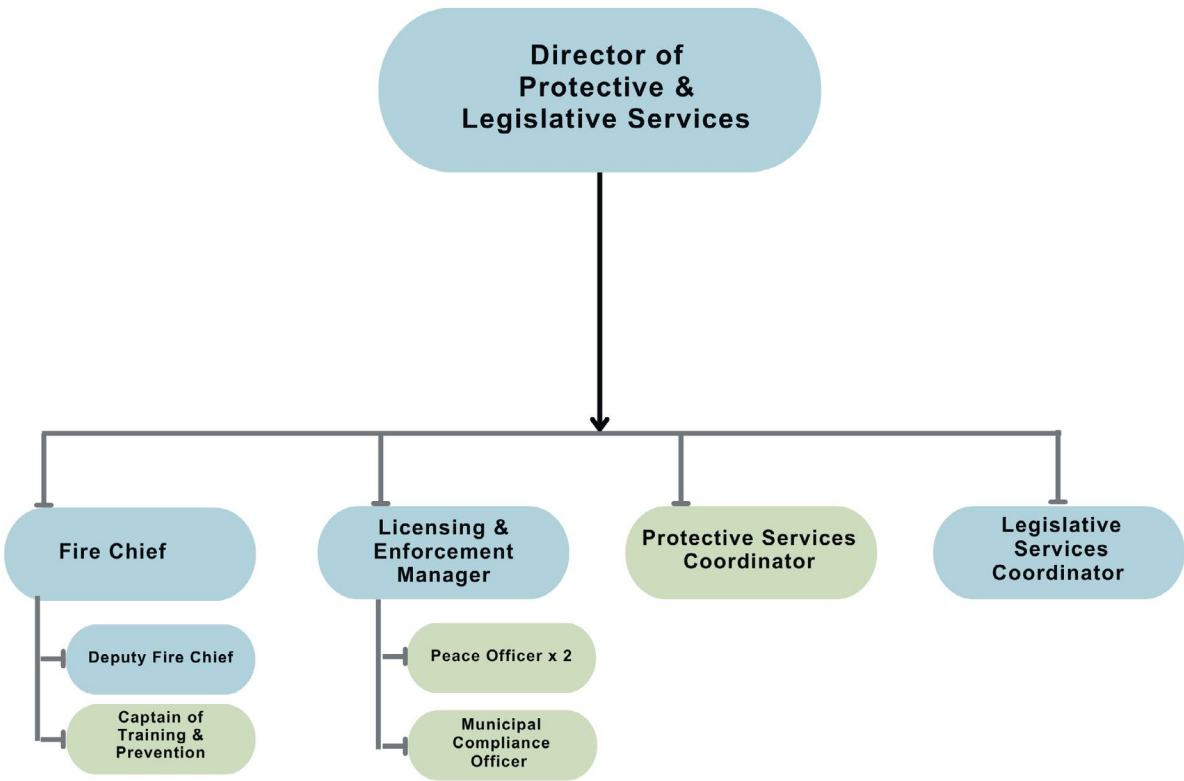 Director of
Protective &
Legislative Services
Fire Chief
Licensing &
Enforcement
Manager
Protective Services
Coordinator
Legislative
Services
Coordinator
Deputy Fire Chief
Captain of
Training &
Prevention
Peace Officer x 2
Municipal
Compliance
Officer